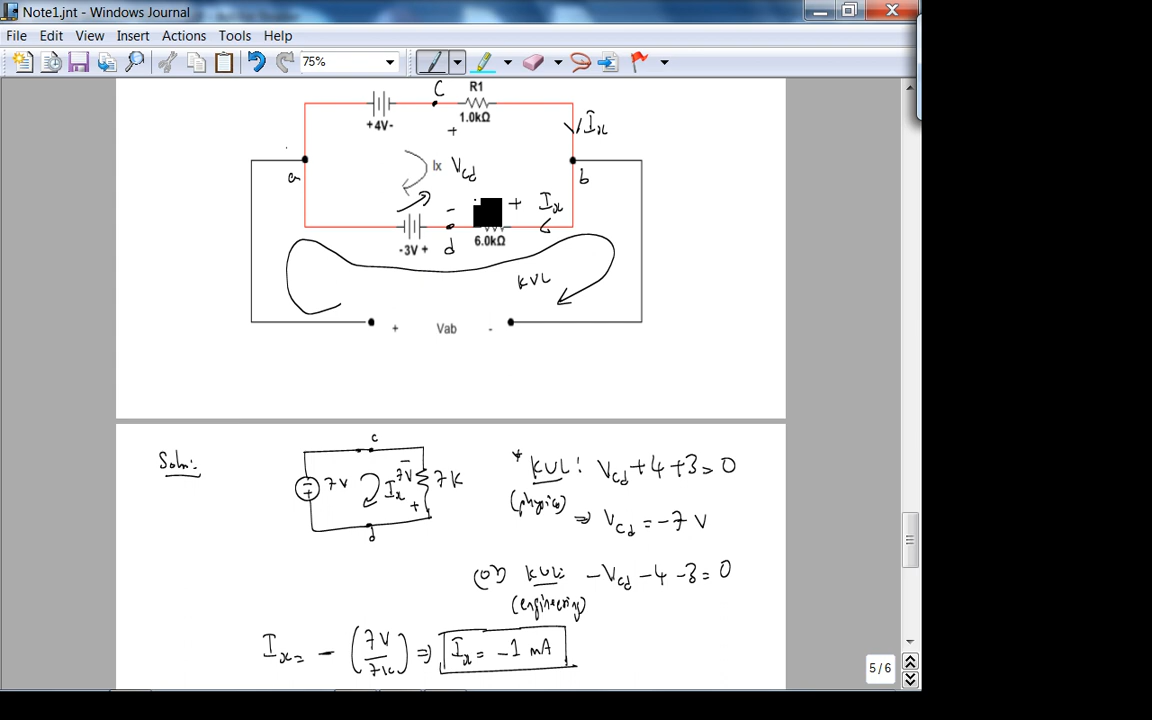 Note1.jnt - Windows Journal
File Edit View Insert Actions Tools Help
75%
C R1
+4V- 1.0kΩ
+ Ix
Ix Vcd
a b
- + Ix
-3V + d 6.0kΩ
KVL
+ Vab -
Soln:
c
7V Ix 7V 7K
-
+
d
* KVL: Vcd + 4 + 3 = 0
(physics)
⇒ Vcd = -7 V
(or) KVL: -Vcd - 4 - 3 = 0
(engineering)
Ix = - (7V/7K) ⇒ Ix = -1 mA
5/6